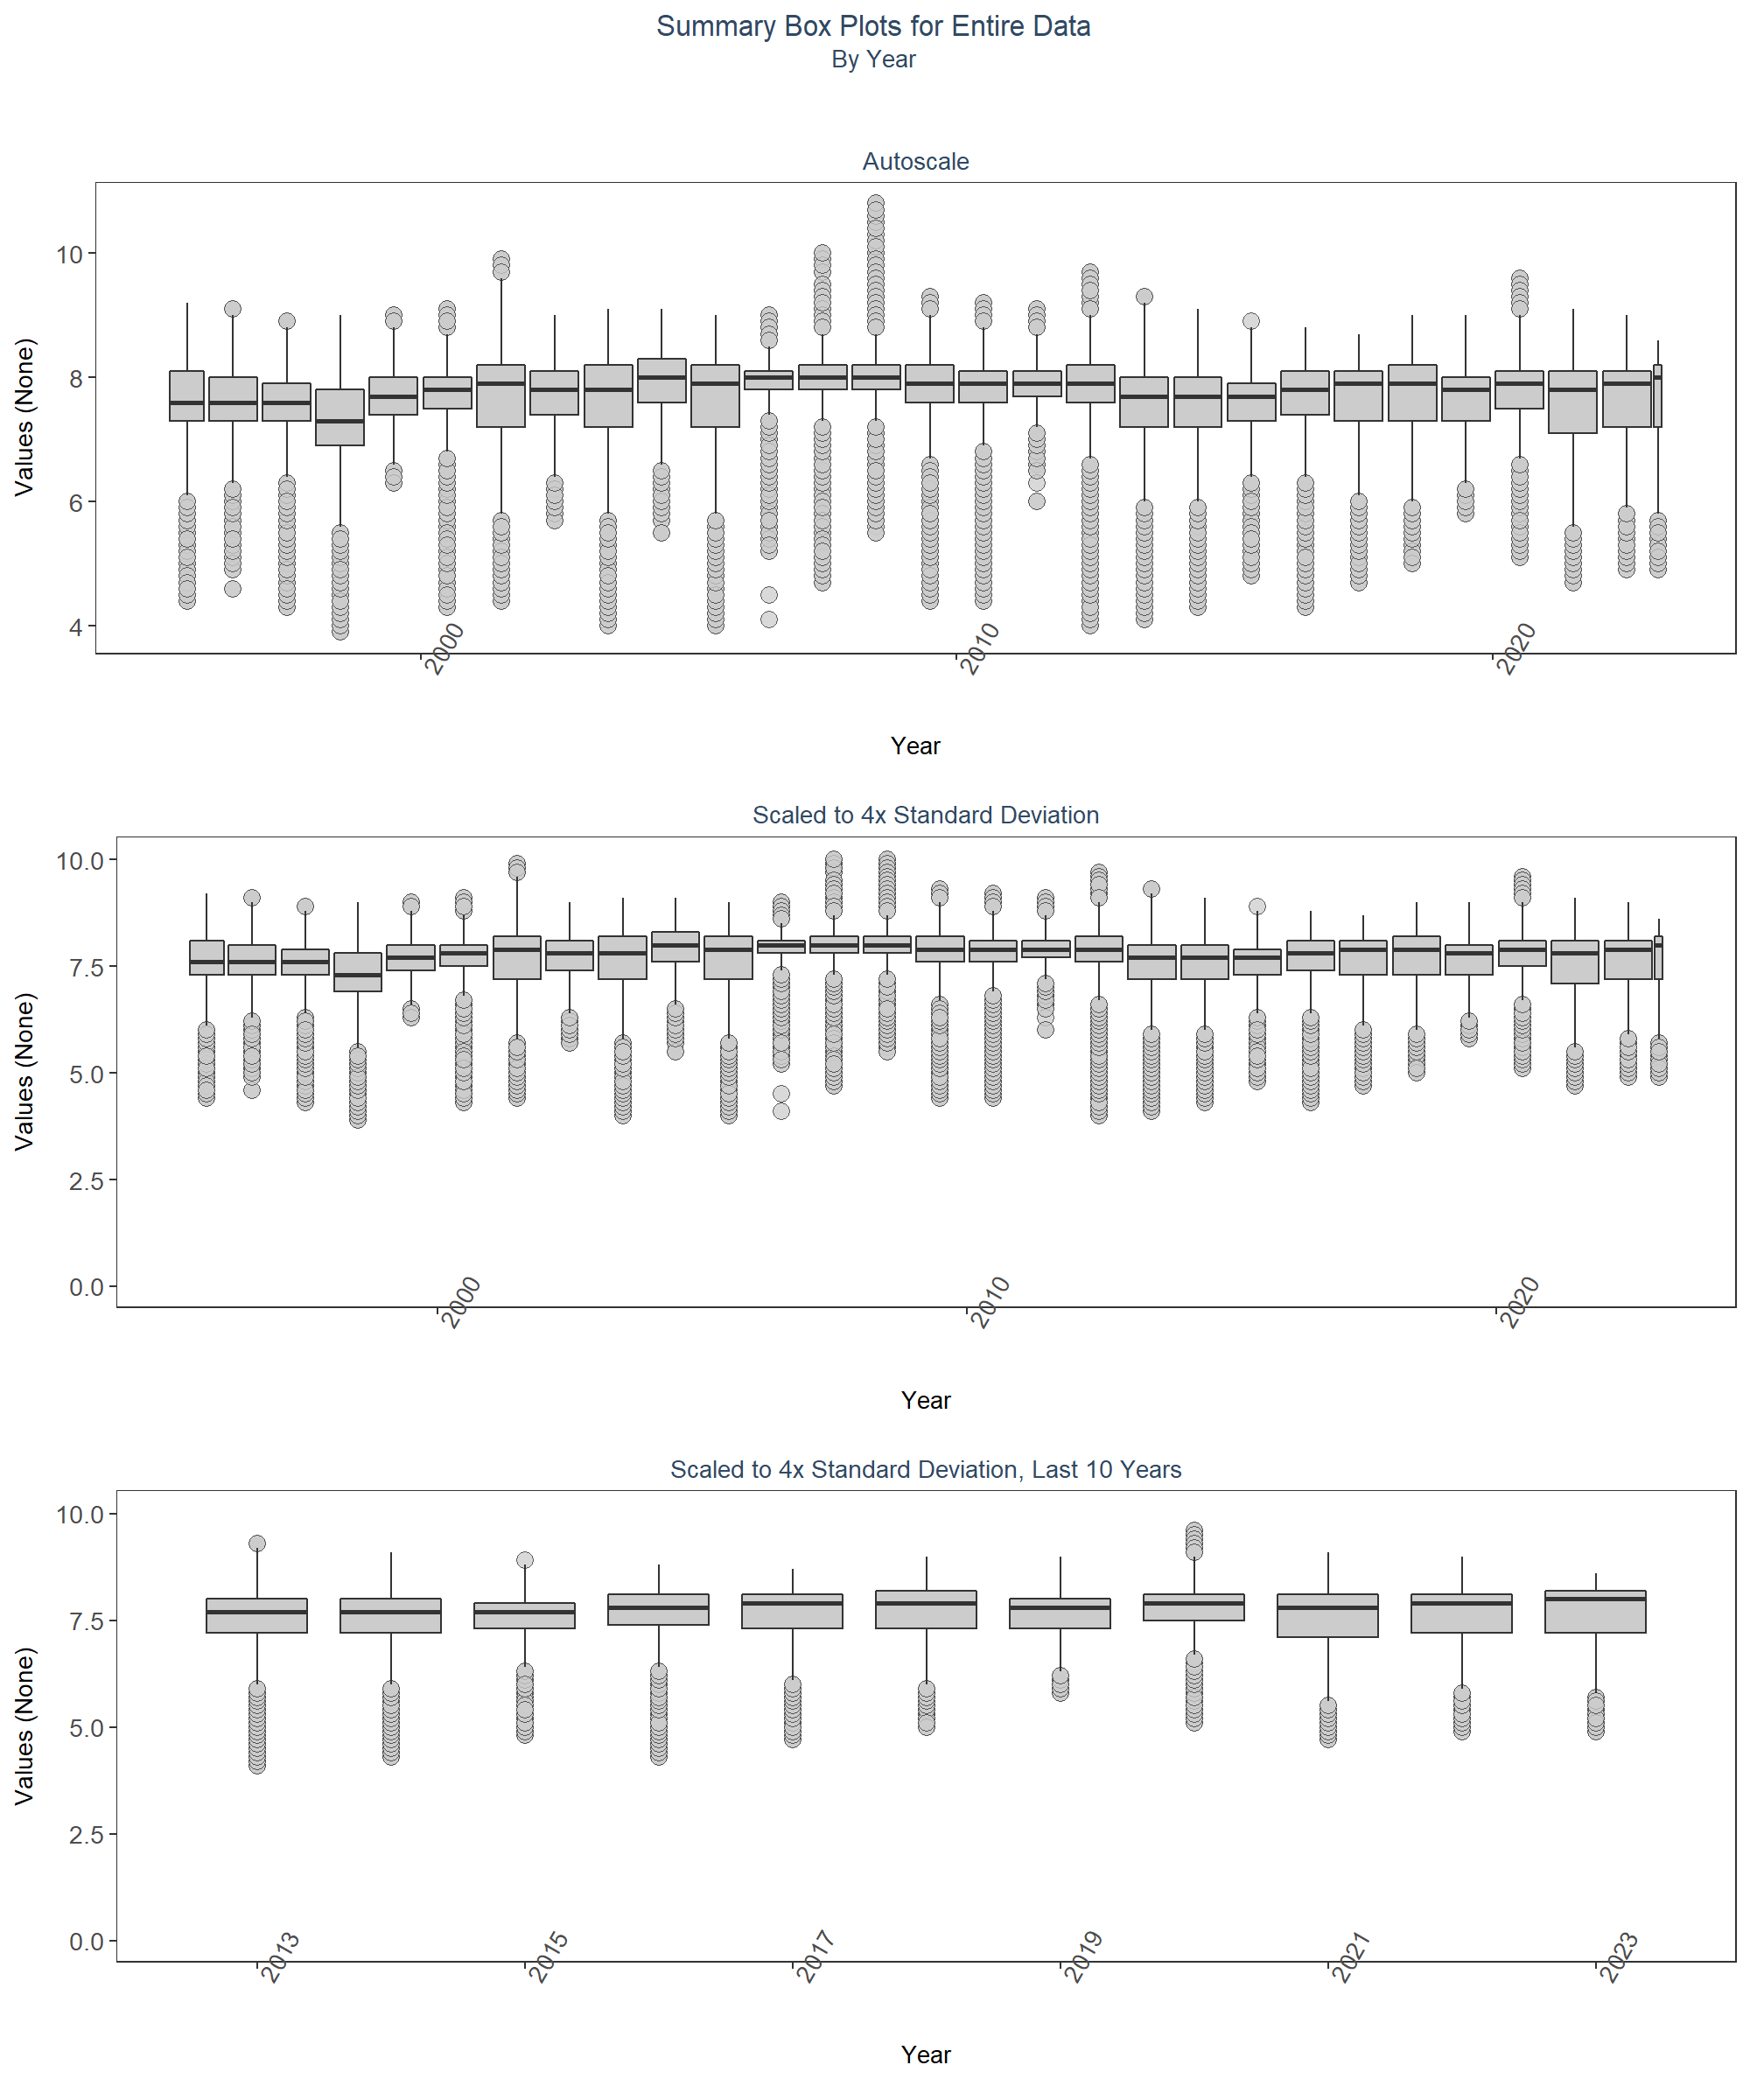 Summary Box Plots for Entire Data
By Year
Autoscale
Values (None)
10
8
6
4
2000
2010
2020
Year
Scaled to 4x Standard Deviation
Values (None)
10.0
7.5
5.0
2.5
0.0
2000
2010
2020
Year
Scaled to 4x Standard Deviation, Last 10 Years
Values (None)
10.0
7.5
5.0
2.5
0.0
2013
2015
2017
2019
2021
2023
Year